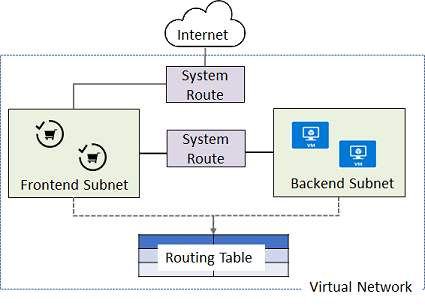 Internet
System
Route
System
Route
Frontend Subnet
VM
VM
Backend Subnet
Routing Table
Virtual Network